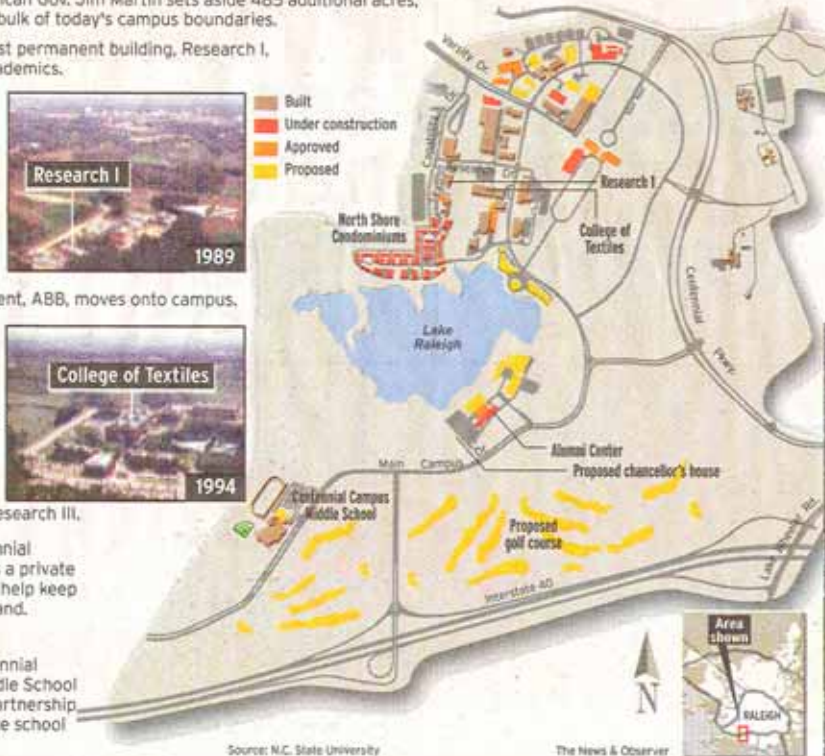 ican Gov. Jim Martin sets aside 485 additional acres,
bulk of today's campus boundaries.
st permanent building, Research I,
ademics.
Research I
1989
Built
Under construction
Approved
Proposed
ent, ABB, moves onto campus.
College of Textiles
1994
esearch III.
nnial
s a private
help keep
and.
nnial
dle School
artnership
e school
Varsity Dr.
Research I
College of
Textiles
North Shore
Condominiums
Lake
Raleigh
Centennial
Pkwy.
Alumni Center
Proposed chancellor's house
Main Campus Dr.
Centennial Campus
Middle School
Proposed
golf course
Interstate 40
Lake Wheeler Rd.
N
Area
shown
RALEIGH
Source: N.C. State University
The News & Observer